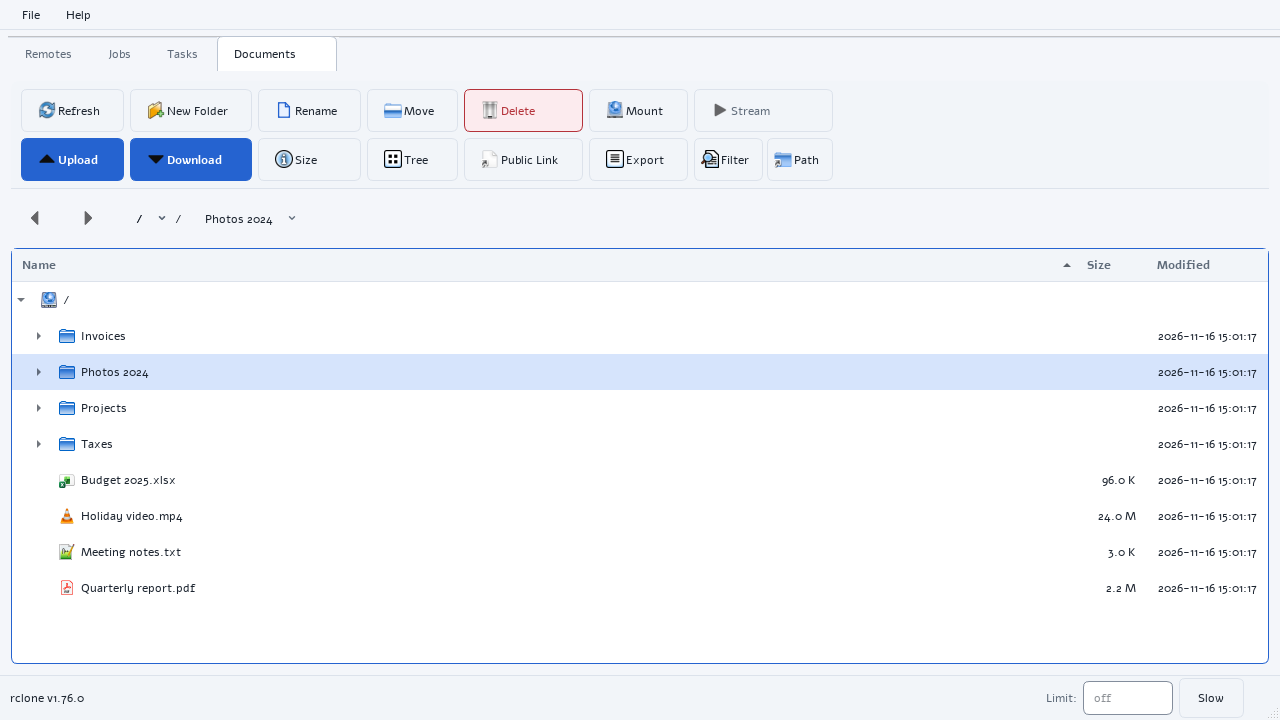 File Help
Remotes Jobs Tasks Documents
Refresh New Folder Rename Move Delete Mount Stream
Upload Download Size Tree Public Link Export Filter Path
/ / Photos 2024
Name Size Modified
/
Invoices 2026-11-16 15:01:17
Photos 2024 2026-11-16 15:01:17
Projects 2026-11-16 15:01:17
Taxes 2026-11-16 15:01:17
Budget 2025.xlsx 96.0 K 2026-11-16 15:01:17
Holiday video.mp4 24.0 M 2026-11-16 15:01:17
Meeting notes.txt 3.0 K 2026-11-16 15:01:17
Quarterly report.pdf 2.2 M 2026-11-16 15:01:17
rclone v1.76.0 Limit: off Slow